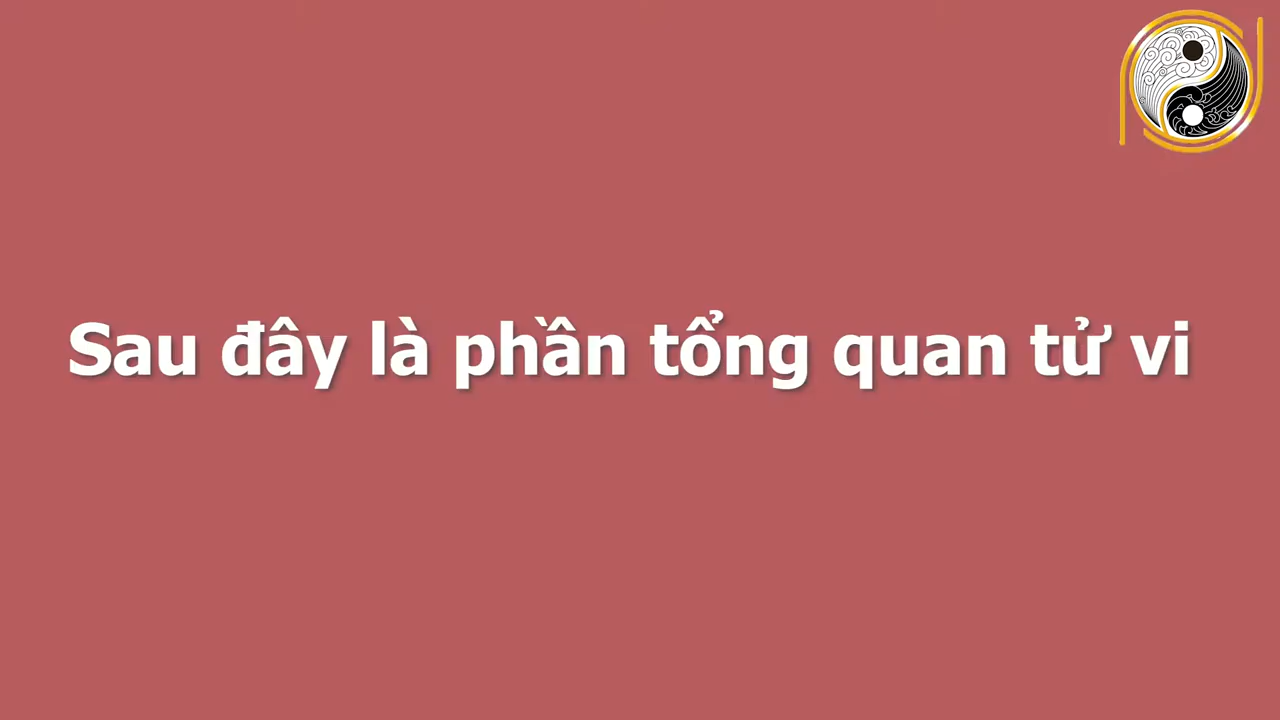 Sau đây là phần tổng quan tử vi